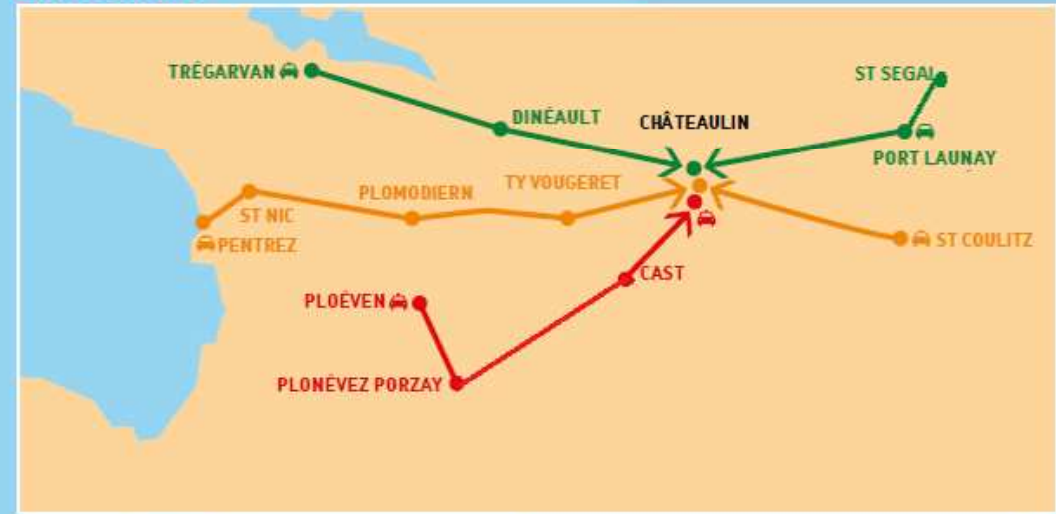 TRÉGARVAN
ST SEGAL
DINÉAULT
CHÂTEAULIN
PORT LAUNAY
TY VOUGERET
PLOMODIERN
ST NIC
PENTREZ
ST COULITZ
CAST
PLOÉVEN
PLONÉVEZ PORZAY